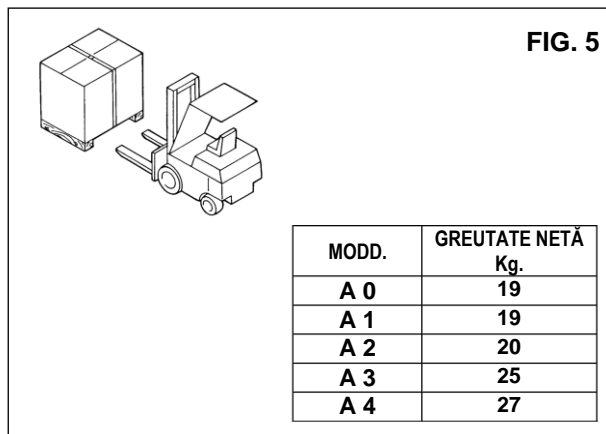 FIG. 5
MODD. GREUTATE NETĂ
Kg.
A 0 19
A 1 19
A 2 20
A 3 25
A 4 27